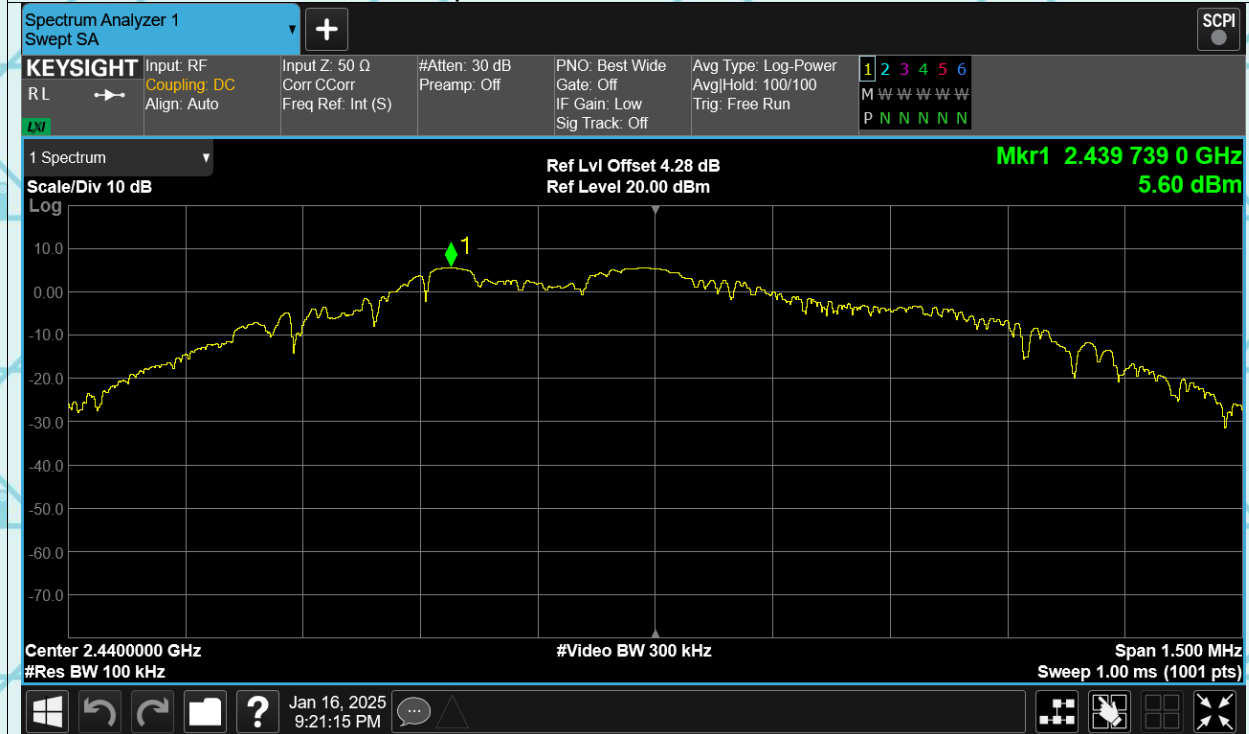 Spectrum Analyzer 1
Swept SA
+
SCPI
KEYSIGHT
R L
LXI
Input: RF
Coupling: DC
Align: Auto
Input Z: 50 Ω
Corr CCorr
Freq Ref: Int (S)
#Atten: 30 dB
Preamp: Off
PNO: Best Wide
Gate: Off
IF Gain: Low
Sig Track: Off
Avg Type: Log-Power
Avg|Hold: 100/100
Trig: Free Run
1 2 3 4 5 6
M W W W W W W
P N N N N N N
1 Spectrum
Scale/Div 10 dB
Log
Ref Lvl Offset 4.28 dB
Ref Level 20.00 dBm
Mkr1 2.439 739 0 GHz
5.60 dBm
1
10.0
0.00
-10.0
-20.0
-30.0
-40.0
-50.0
-60.0
-70.0
Center 2.4400000 GHz
#Res BW 100 kHz
#Video BW 300 kHz
Span 1.500 MHz
Sweep 1.00 ms (1001 pts)
?
Jan 16, 2025
9:21:15 PM